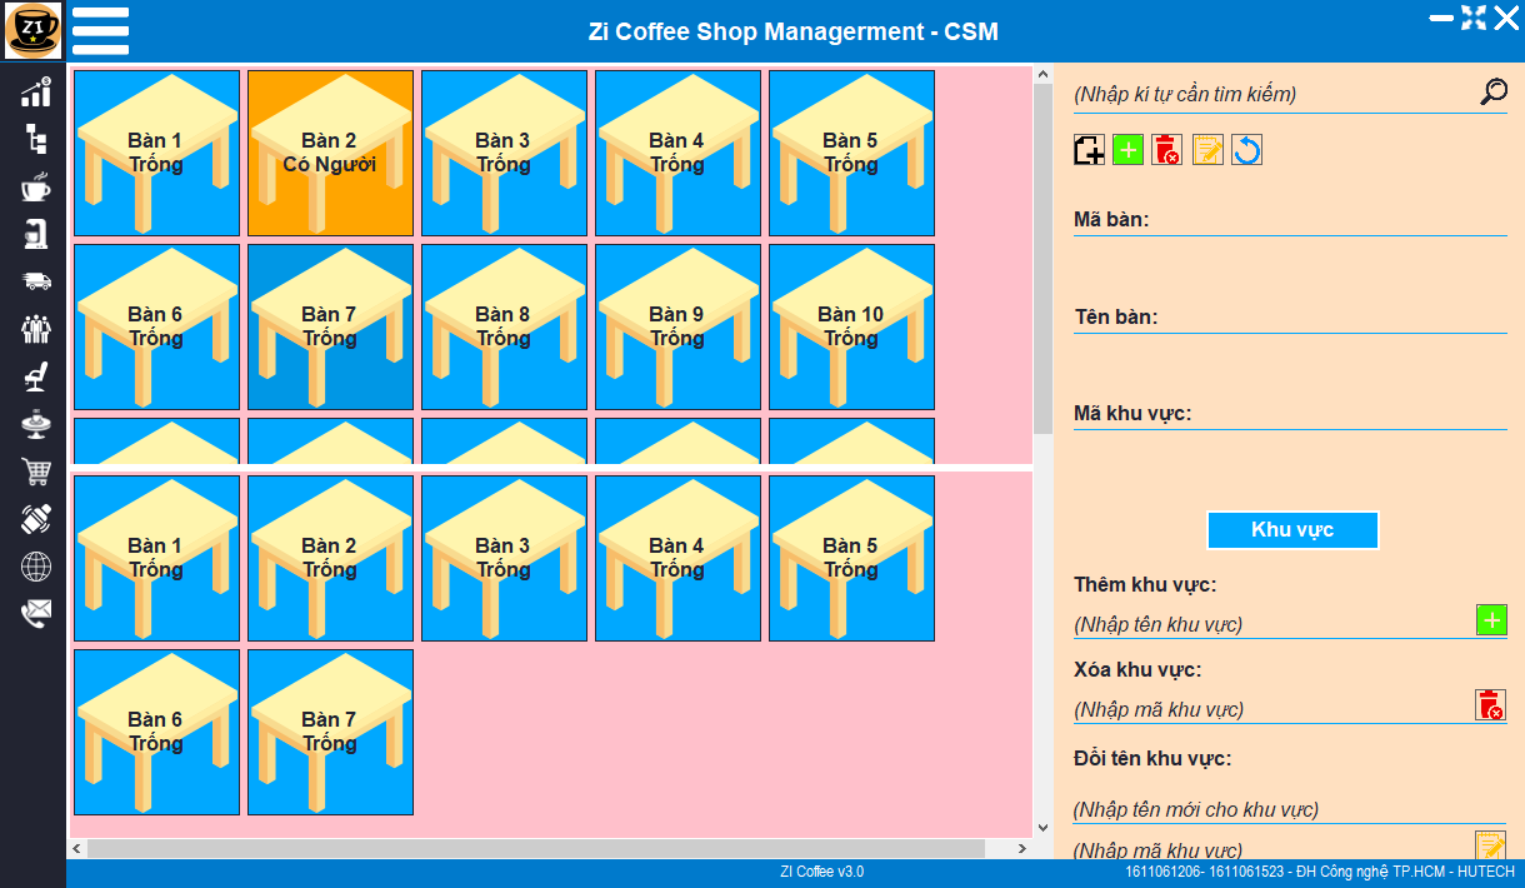 ZI
Zi Coffee Shop Managerment - CSM
Bàn 1
Trống
Bàn 2
Có Người
Bàn 3
Trống
Bàn 4
Trống
Bàn 5
Trống
Bàn 6
Trống
Bàn 7
Trống
Bàn 8
Trống
Bàn 9
Trống
Bàn 10
Trống
Bàn 1
Trống
Bàn 2
Trống
Bàn 3
Trống
Bàn 4
Trống
Bàn 5
Trống
Bàn 6
Trống
Bàn 7
Trống
(Nhập kí tự cần tìm kiếm)
Mã bàn:
Tên bàn:
Mã khu vực:
Khu vực
Thêm khu vực:
(Nhập tên khu vực)
Xóa khu vực:
(Nhập mã khu vực)
Đổi tên khu vực:
(Nhập tên mới cho khu vực)
(Nhập mã khu vực)
ZI Coffee v3.0
1611061206- 1611061523 - ĐH Công nghệ TP.HCM - HUTECH